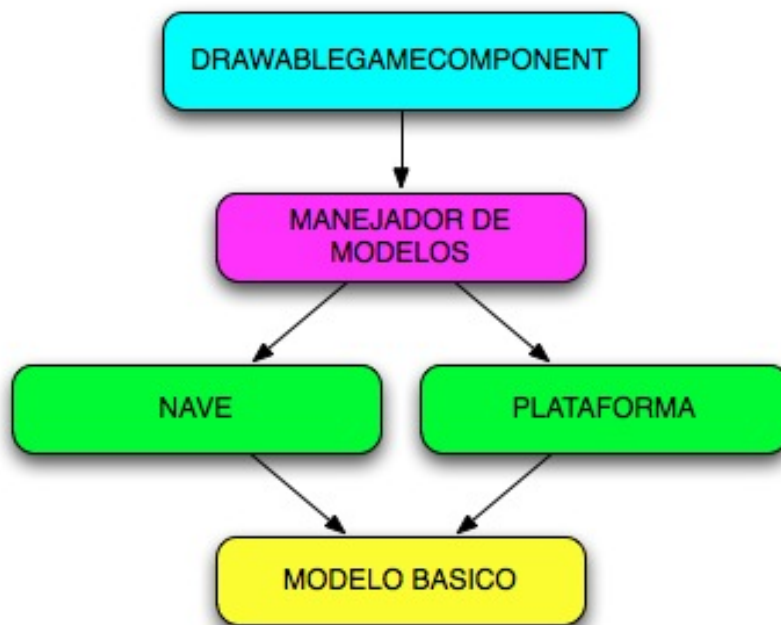 DRAWABLEGAMECOMPONENT
MANEJADOR DE
MODELOS
NAVE
PLATAFORMA
MODELO BASICO